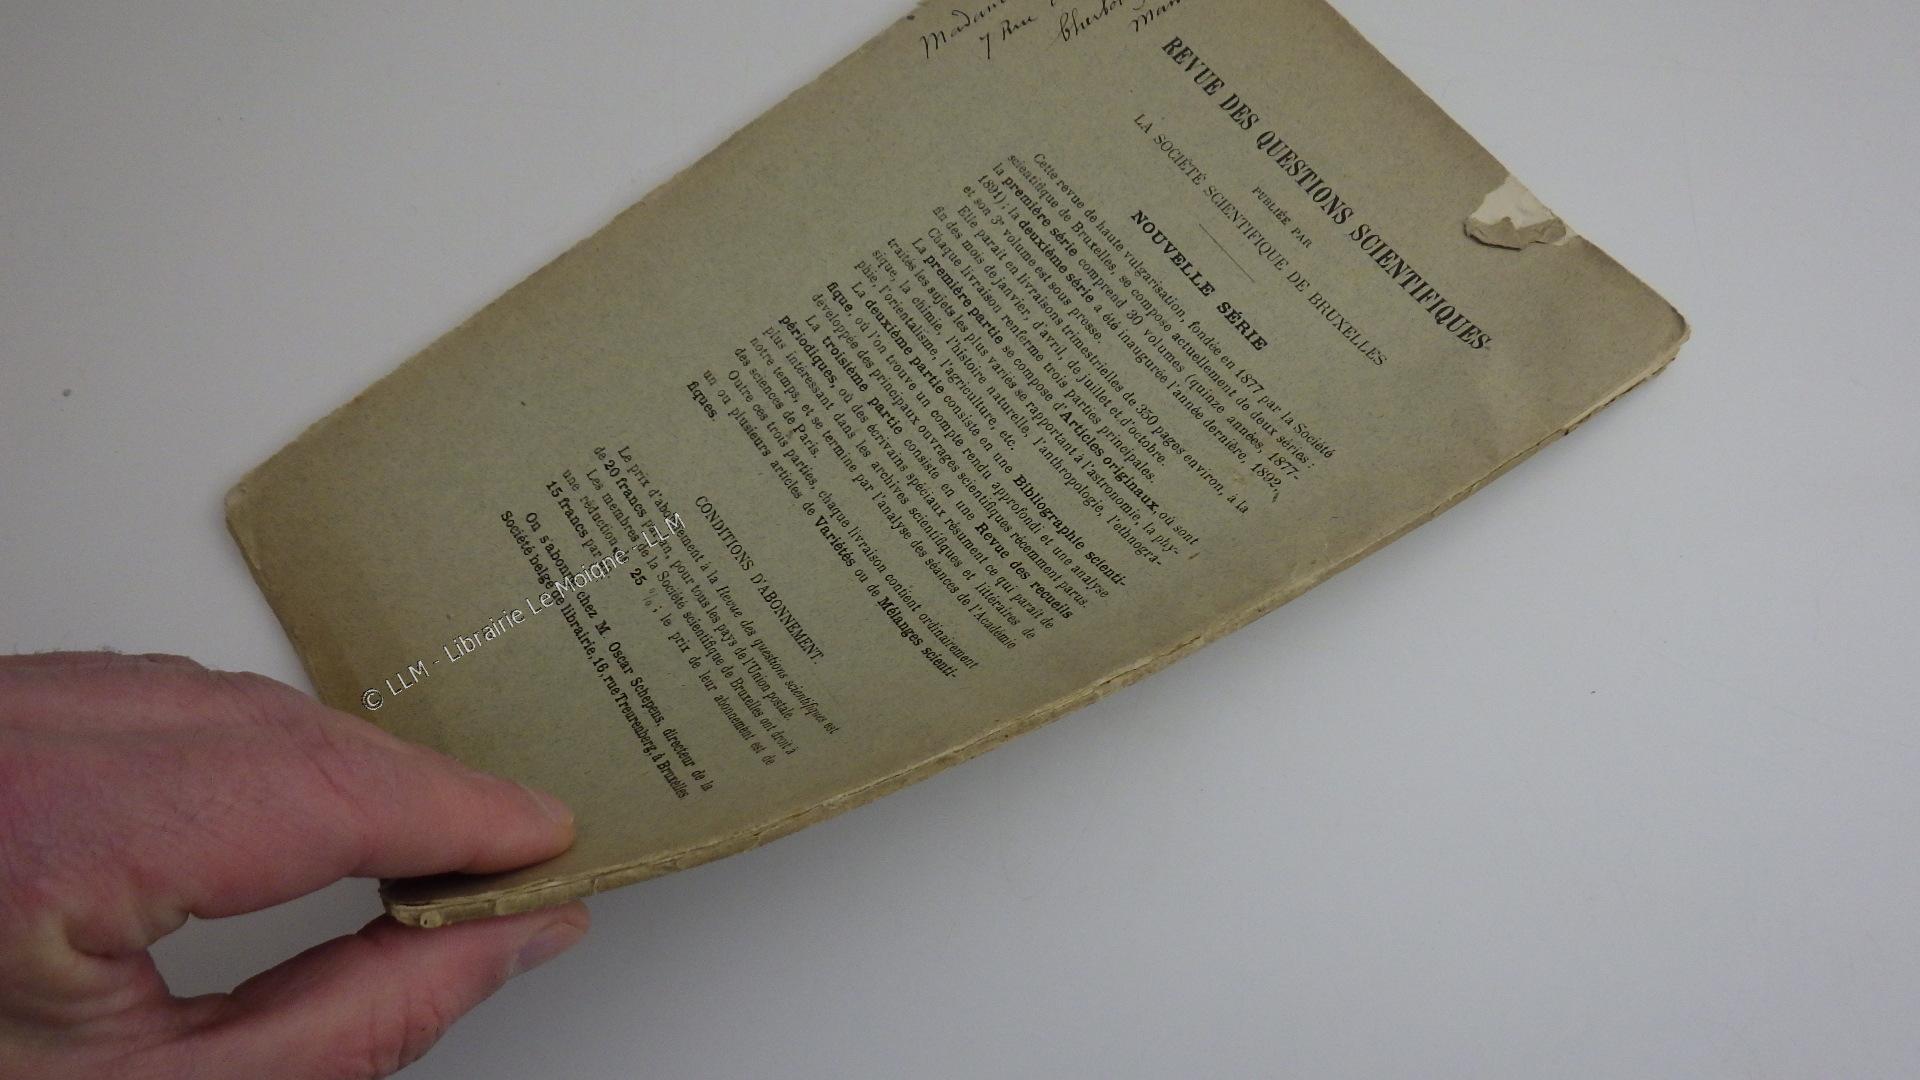 Madame
7 Rue
Cherbo
Man
REVUE DES QUESTIONS SCIENTIFIQUES
PUBLIÉE PAR
LA SOCIÉTÉ SCIENTIFIQUE DE BRUXELLES
NOUVELLE SÉRIE
Cette revue de haute vulgarisation, fondée en 1877 par la Société
scientifique de Bruxelles, se compose actuellement de deux séries :
la première série comprend 30 volumes (quinze années, 1877-
1891); la deuxième série a été inaugurée l'année dernière, 1892,
et son 3e volume est sous presse.
Elle paraît en livraisons trimestrielles de 350 pages environ, à la
fin des mois de janvier, d'avril, de juillet et d'octobre.
Chaque livraison renferme trois parties principales.
La première partie se compose d'Articles originaux, où sont
traités les sujets les plus variés se rapportant à l'astronomie, la phy-
sique, la chimie, l'histoire naturelle, l'anthropologie, l'ethnogra-
phie, l'orientalisme, l'agriculture, etc.
La deuxième partie consiste en une Bibliographie scienti-
fique, où l'on trouve un compte rendu approfondi et une analyse
développée des principaux ouvrages scientifiques récemment parus.
La troisième partie consiste en une Revue des recueils
périodiques, où des écrivains spéciaux résument ce qui paraît de
plus intéressant dans les archives scientifiques et littéraires de
notre temps, et se termine par l'analyse des séances de l'Académie
des sciences de Paris.
Outre ces trois parties, chaque livraison contient ordinairement
un ou plusieurs articles de Variétés ou de Mélanges scienti-
fiques.
CONDITIONS D'ABONNEMENT.
Le prix d'abonnement à la Revue des questions scientifiques est
de 20 francs par an, pour tous les pays de l'Union postale.
Les membres de la Société scientifique de Bruxelles ont droit à
une réduction de 25 %; le prix de leur abonnement est de
15 francs par
On s'abonne chez M. Oscar Schepens, directeur de la
Société belge de librairie, 16, rue Treurenberg, à Bruxelles
© LLM - Librairie Le Moigne - LLM